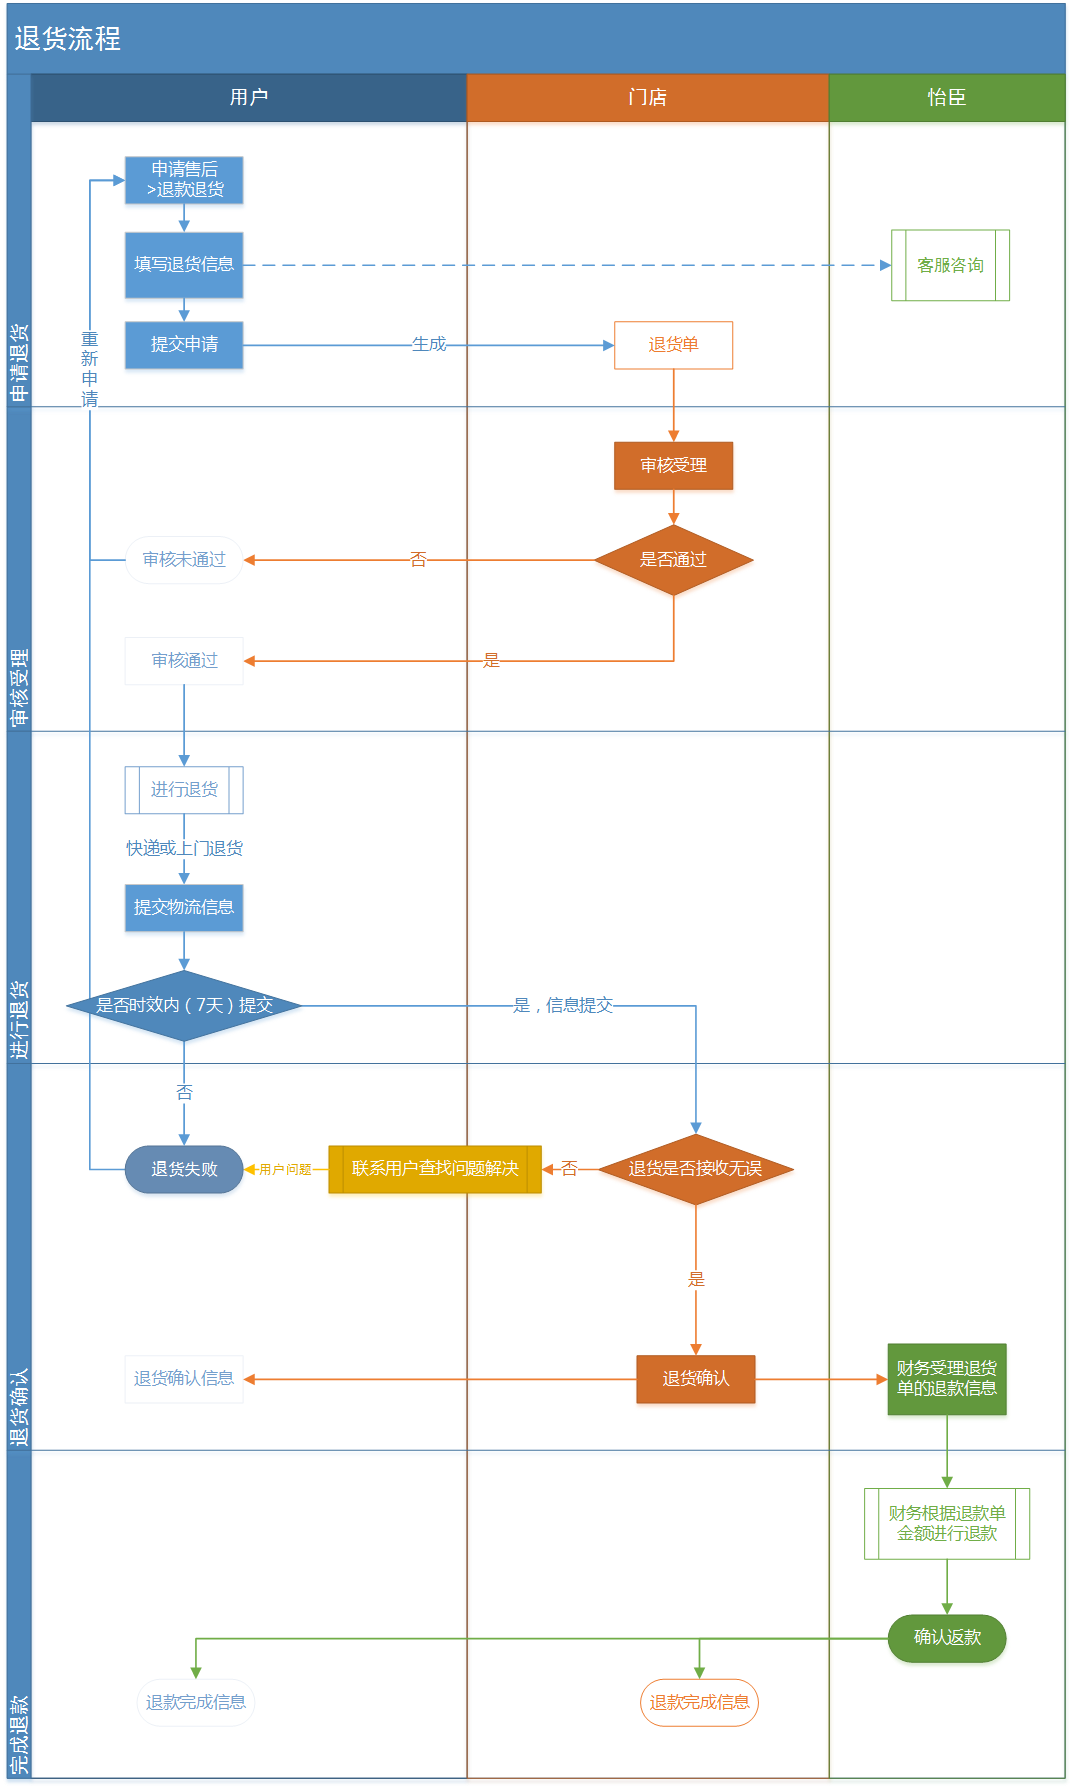 退货流程
用户
门店
怡臣
申请售后
>退款退货
填写退货信息
客服咨询
提交申请
生成
退货单
重新申请
申请退货
审核受理
是否通过
否
审核未通过
是
审核通过
审核受理
进行退货
快递或上门退货
提交物流信息
是否时效内（7天）提交
是，信息提交
进行退货
否
退货失败
用户问题
联系用户查找问题解决
否
退货是否接收无误
是
退货确认信息
退货确认
财务受理退货
单的退款信息
退货确认
财务根据退款单
金额进行退款
确认返款
退款完成信息
退款完成信息
完成退款